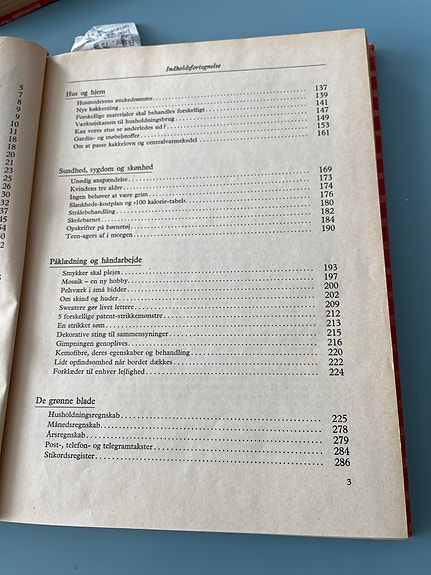 Indholdsfortegnelse
Hus og hjem
Husmoderens ønskedrømme 137
Nye køkkenting 139
Forskellige materialer skal behandles forskelligt 141
Værktøjskassen til husholdningsbrug 147
Kan vores stue se anderledes ud? 149
Gardin- og møbelstoffer 153
Om at passe kakkelovn og centralvarmekedel 161
Sundhed, sygdom og skønhed
Unødig anspændelse 169
Kvindens tre aldre 173
Ingen behøver at være grim 174
Slankheds-kostplan og »100 kalorie-tabel« 176
Strålebehandling 180
Skolebarnet 182
Opskrifter på børnetøj 184
Teen-agers af i morgen 190
Påklædning og håndarbejde
Smykker skal plejes 193
Mosaik – en ny hobby 197
Pelsværk i små bidder 200
Om skind og huder 202
Sweatere gør livet lettere 209
5 forskellige patent-strikkemønstre 212
En strikket søm 213
Dekorative sting til sammensyninger 215
Gimpningen genoplives 216
Kemofibre, deres egenskaber og behandling 220
Lidt opfindsomhed når bordet dækkes 222
Forklæder til enhver lejlighed 224
De grønne blade
Husholdningsregnskab 225
Månedsregnskab 278
Årsregnskab 279
Post-, telefon- og telegramtakster 284
Stikordsregister 286
3